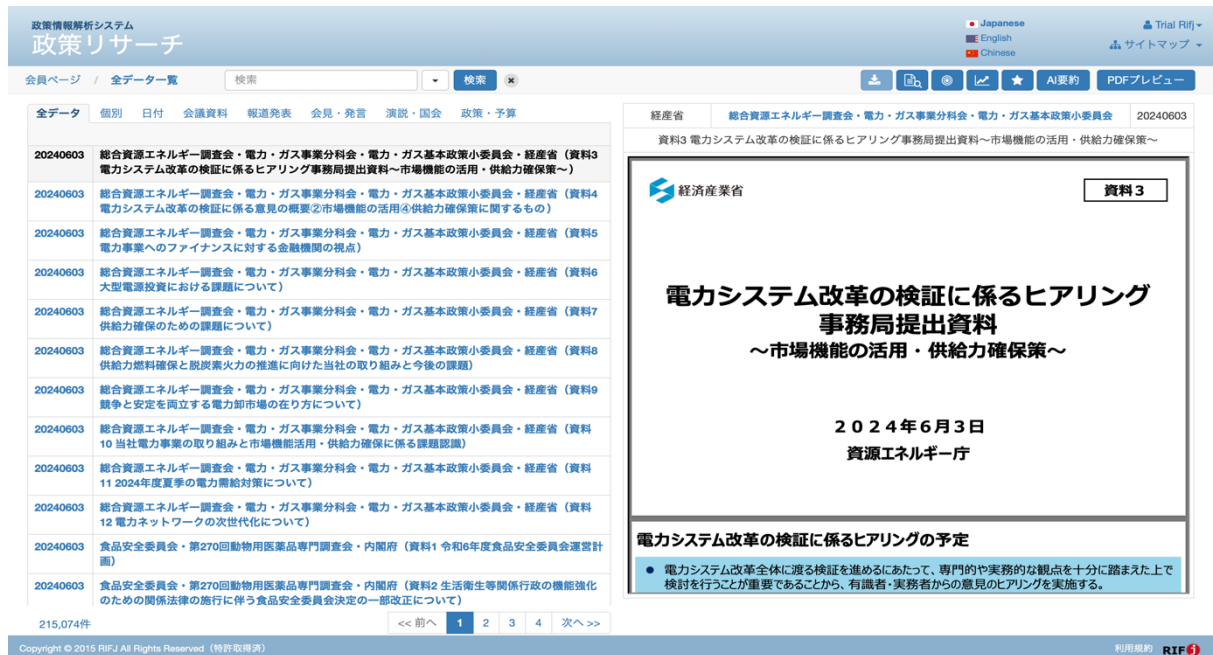 政策情報解析システム
政策リサーチ
Japanese
English
Chinese
Trial Rifj
サイトマップ
会員ページ / 全データ一覧
検索
検索
AI要約
PDFプレビュー
全データ 個別 日付 会議資料 報道発表 会見・発言 演説・国会 政策・予算
20240603 総合資源エネルギー調査会・電力・ガス事業分科会・電力・ガス基本政策小委員会・経産省（資料3
電力システム改革の検証に係るヒアリング事務局提出資料～市場機能の活用・供給力確保策～）
20240603 総合資源エネルギー調査会・電力・ガス事業分科会・電力・ガス基本政策小委員会・経産省（資料4
電力システム改革の検証に係る意見の概要②市場機能の活用④供給力確保策に関するもの）
20240603 総合資源エネルギー調査会・電力・ガス事業分科会・電力・ガス基本政策小委員会・経産省（資料5
電力事業へのファイナンスに対する金融機関の視点）
20240603 総合資源エネルギー調査会・電力・ガス事業分科会・電力・ガス基本政策小委員会・経産省（資料6
大型電源投資における課題について）
20240603 総合資源エネルギー調査会・電力・ガス事業分科会・電力・ガス基本政策小委員会・経産省（資料7
供給力確保のための課題について）
20240603 総合資源エネルギー調査会・電力・ガス事業分科会・電力・ガス基本政策小委員会・経産省（資料8
供給力燃料確保と脱炭素火力の推進に向けた当社の取り組みと今後の課題）
20240603 総合資源エネルギー調査会・電力・ガス事業分科会・電力・ガス基本政策小委員会・経産省（資料9
競争と安定を両立する電力卸市場の在り方について）
20240603 総合資源エネルギー調査会・電力・ガス事業分科会・電力・ガス基本政策小委員会・経産省（資料
10 当社電力事業の取り組みと市場機能活用・供給力確保に係る課題認識）
20240603 総合資源エネルギー調査会・電力・ガス事業分科会・電力・ガス基本政策小委員会・経産省（資料
11 2024年度夏季の電力需給対策について）
20240603 総合資源エネルギー調査会・電力・ガス事業分科会・電力・ガス基本政策小委員会・経産省（資料
12 電力ネットワークの次世代化について）
20240603 食品安全委員会・第270回動物用医薬品専門調査会・内閣府（資料1 令和6年度食品安全委員会運営計
画）
20240603 食品安全委員会・第270回動物用医薬品専門調査会・内閣府（資料2 生活衛生等関係行政の機能強化
のための関係法律の施行に伴う食品安全委員会決定の一部改正について）
215,074件
<< 前へ 1 2 3 4 次へ >>
経産省 総合資源エネルギー調査会・電力・ガス事業分科会・電力・ガス基本政策小委員会 20240603
資料3 電力システム改革の検証に係るヒアリング事務局提出資料～市場機能の活用・供給力確保策～
経済産業省
資料３
電力システム改革の検証に係るヒアリング
事務局提出資料
～市場機能の活用・供給力確保策～
２０２４年６月３日
資源エネルギー庁
電力システム改革の検証に係るヒアリングの予定
● 電力システム改革全体に渡る検証を進めるにあたって、専門的や実務的な観点を十分に踏まえた上で
検討を行うことが重要であることから、有識者・実務者からの意見のヒアリングを実施する。
Copyright © 2015 RIFJ All Rights Reserved（特許取得済）
利用規約 RIFJ